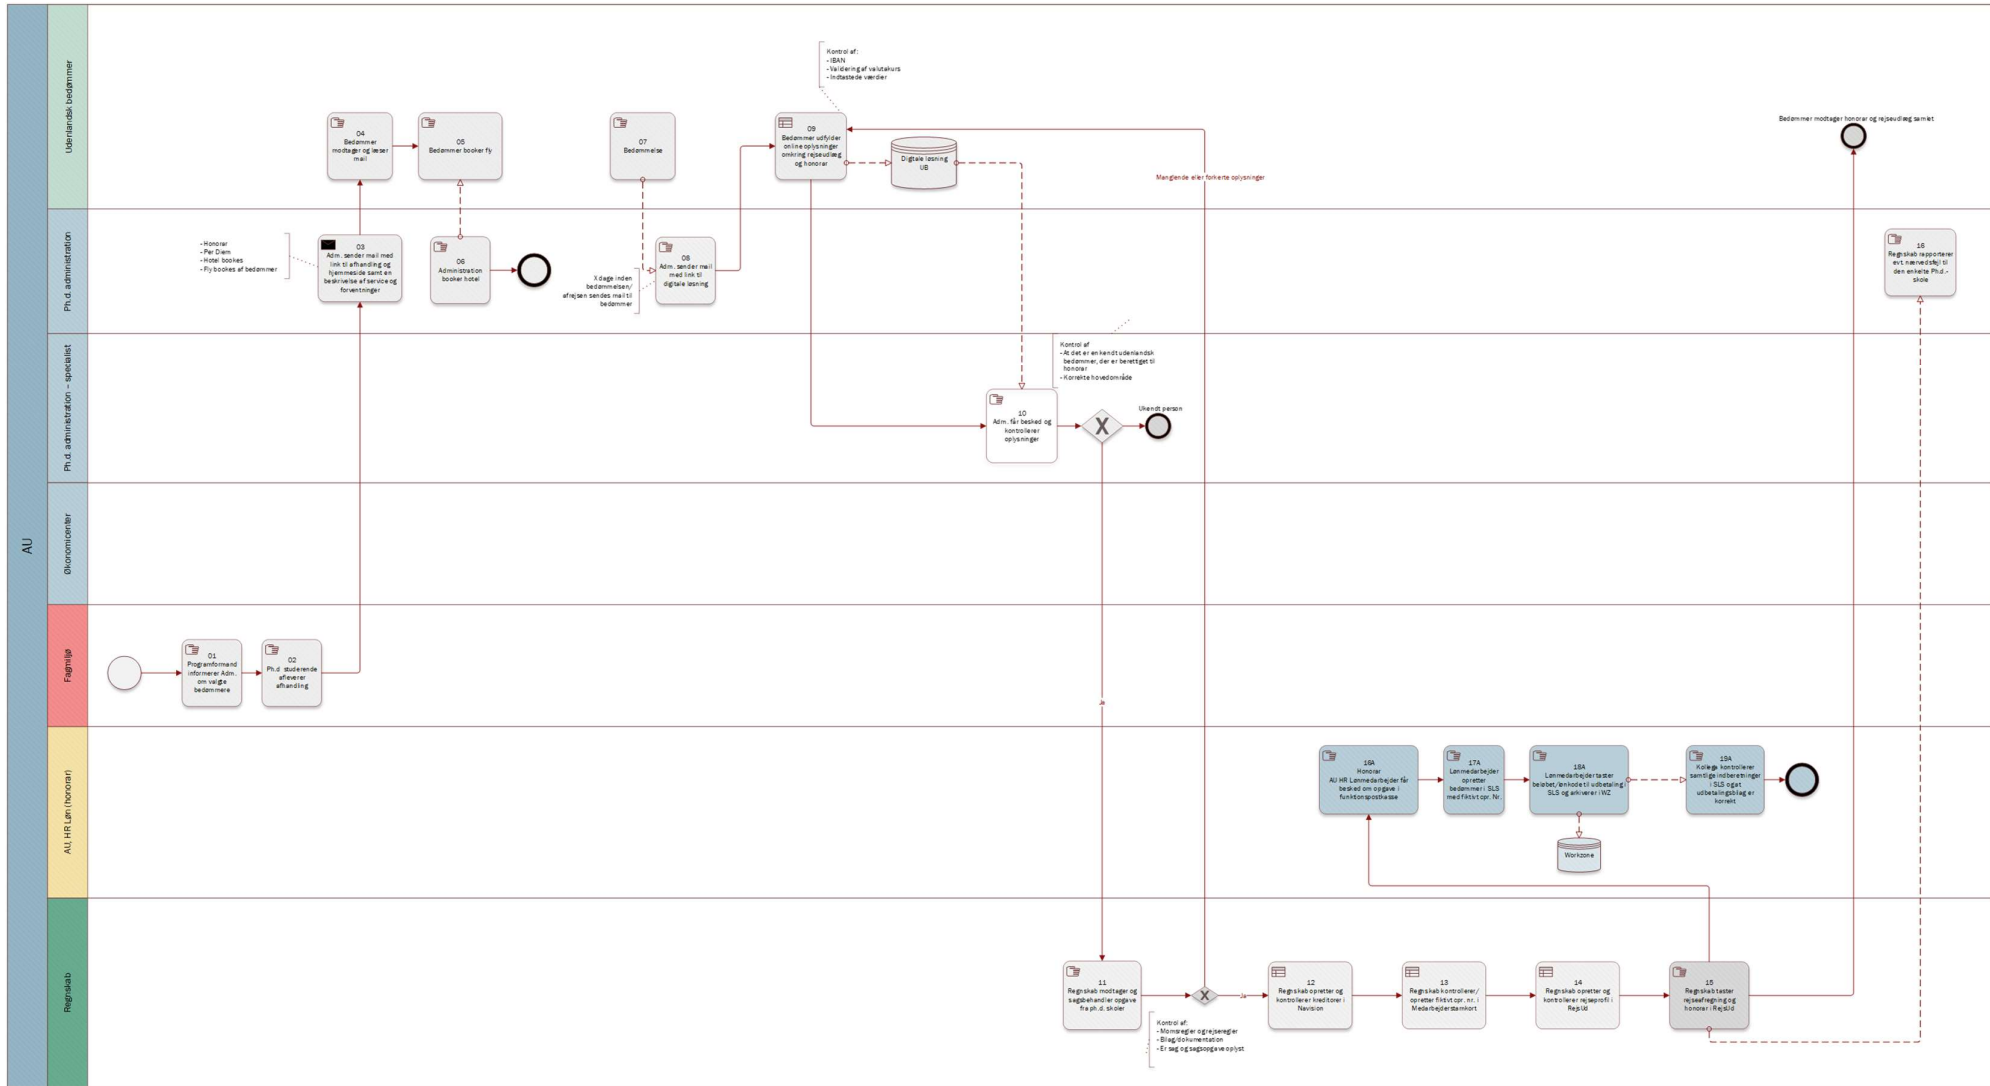 AU
Udenlandsk bedømmer
Ph.d. administration
Ph.d. administration – specialist
Økonomicenter
Fagmiljø
AU, HR Løn (honorar)
Regnskab
Kontrol af:
- IBAN
- Validering af valutakurs
- Indtastede værdier
04
Bedømmer
modtager og læser
mail
05
Bedømmer booker fly
07
Bedømmelse
09
Bedømmer udfylder
online oplysninger
omkring rejseudlæg
og honorar
Digitale løsning
UB
Manglende eller forkerte oplysninger
Bedømmer modtager honorar og rejseudlæg samlet
- Honorar
- Per Diem
- Hotel bookes
- Fly bookes af bedømmer
03
Adm. sender mail med
link til afhandling og
hjemmeside samt en
beskrivelse af service og
forventninger
06
Administration
booker hotel
X dage inden
bedømmelsen/
afrejsen sendes mail til
bedømmer
08
Adm. sender mail
med link til
digitale løsning
16
Regnskab rapporterer
evt. nærvedsfejl til
den enkelte Ph.d.-
skole
Kontrol af
- At det er en kendt udenlandsk
bedømmer, der er berettiget til
honorar
- Korrekte hovedområde
10
Adm. får besked og
kontrollerer
oplysninger
X
Ukendt person
01
Programformand
informerer Adm.
om valgte
bedømmere
02
Ph.d studerende
afleverer
afhandling
Ja
16A
Honorar
AU HR Lønmedarbejder får
besked om opgave i
funktionspostkasse
17A
Lønmedarbejder
opretter
bedømmer i SLS
med fiktivt cpr. Nr.
18A
Lønmedarbejder taster
beløbet/lønkode til udbetaling i
SLS og arkiverer i WZ
19A
Kollega kontrollerer
samtlige indberetninger
i SLS og at
udbetalingsbilag er
korrekt
Workzone
11
Regnskab modtager og
sagsbehandler opgave
fra ph.d. skoler
X
Ja
12
Regnskab opretter og
kontrollerer kreditorer i
Navision
13
Regnskab kontrollerer/
opretter fiktivt cpr. nr. i
Medarbejderstamkort
14
Regnskab opretter og
kontrollerer rejseprofil i
RejsUd
15
Regnskab taster
rejseafregning og
honorar i RejsUd
Kontrol af:
- Momsregler og rejseregler
- Bilag/dokumentation
- Er sag og sagsopgave oplyst